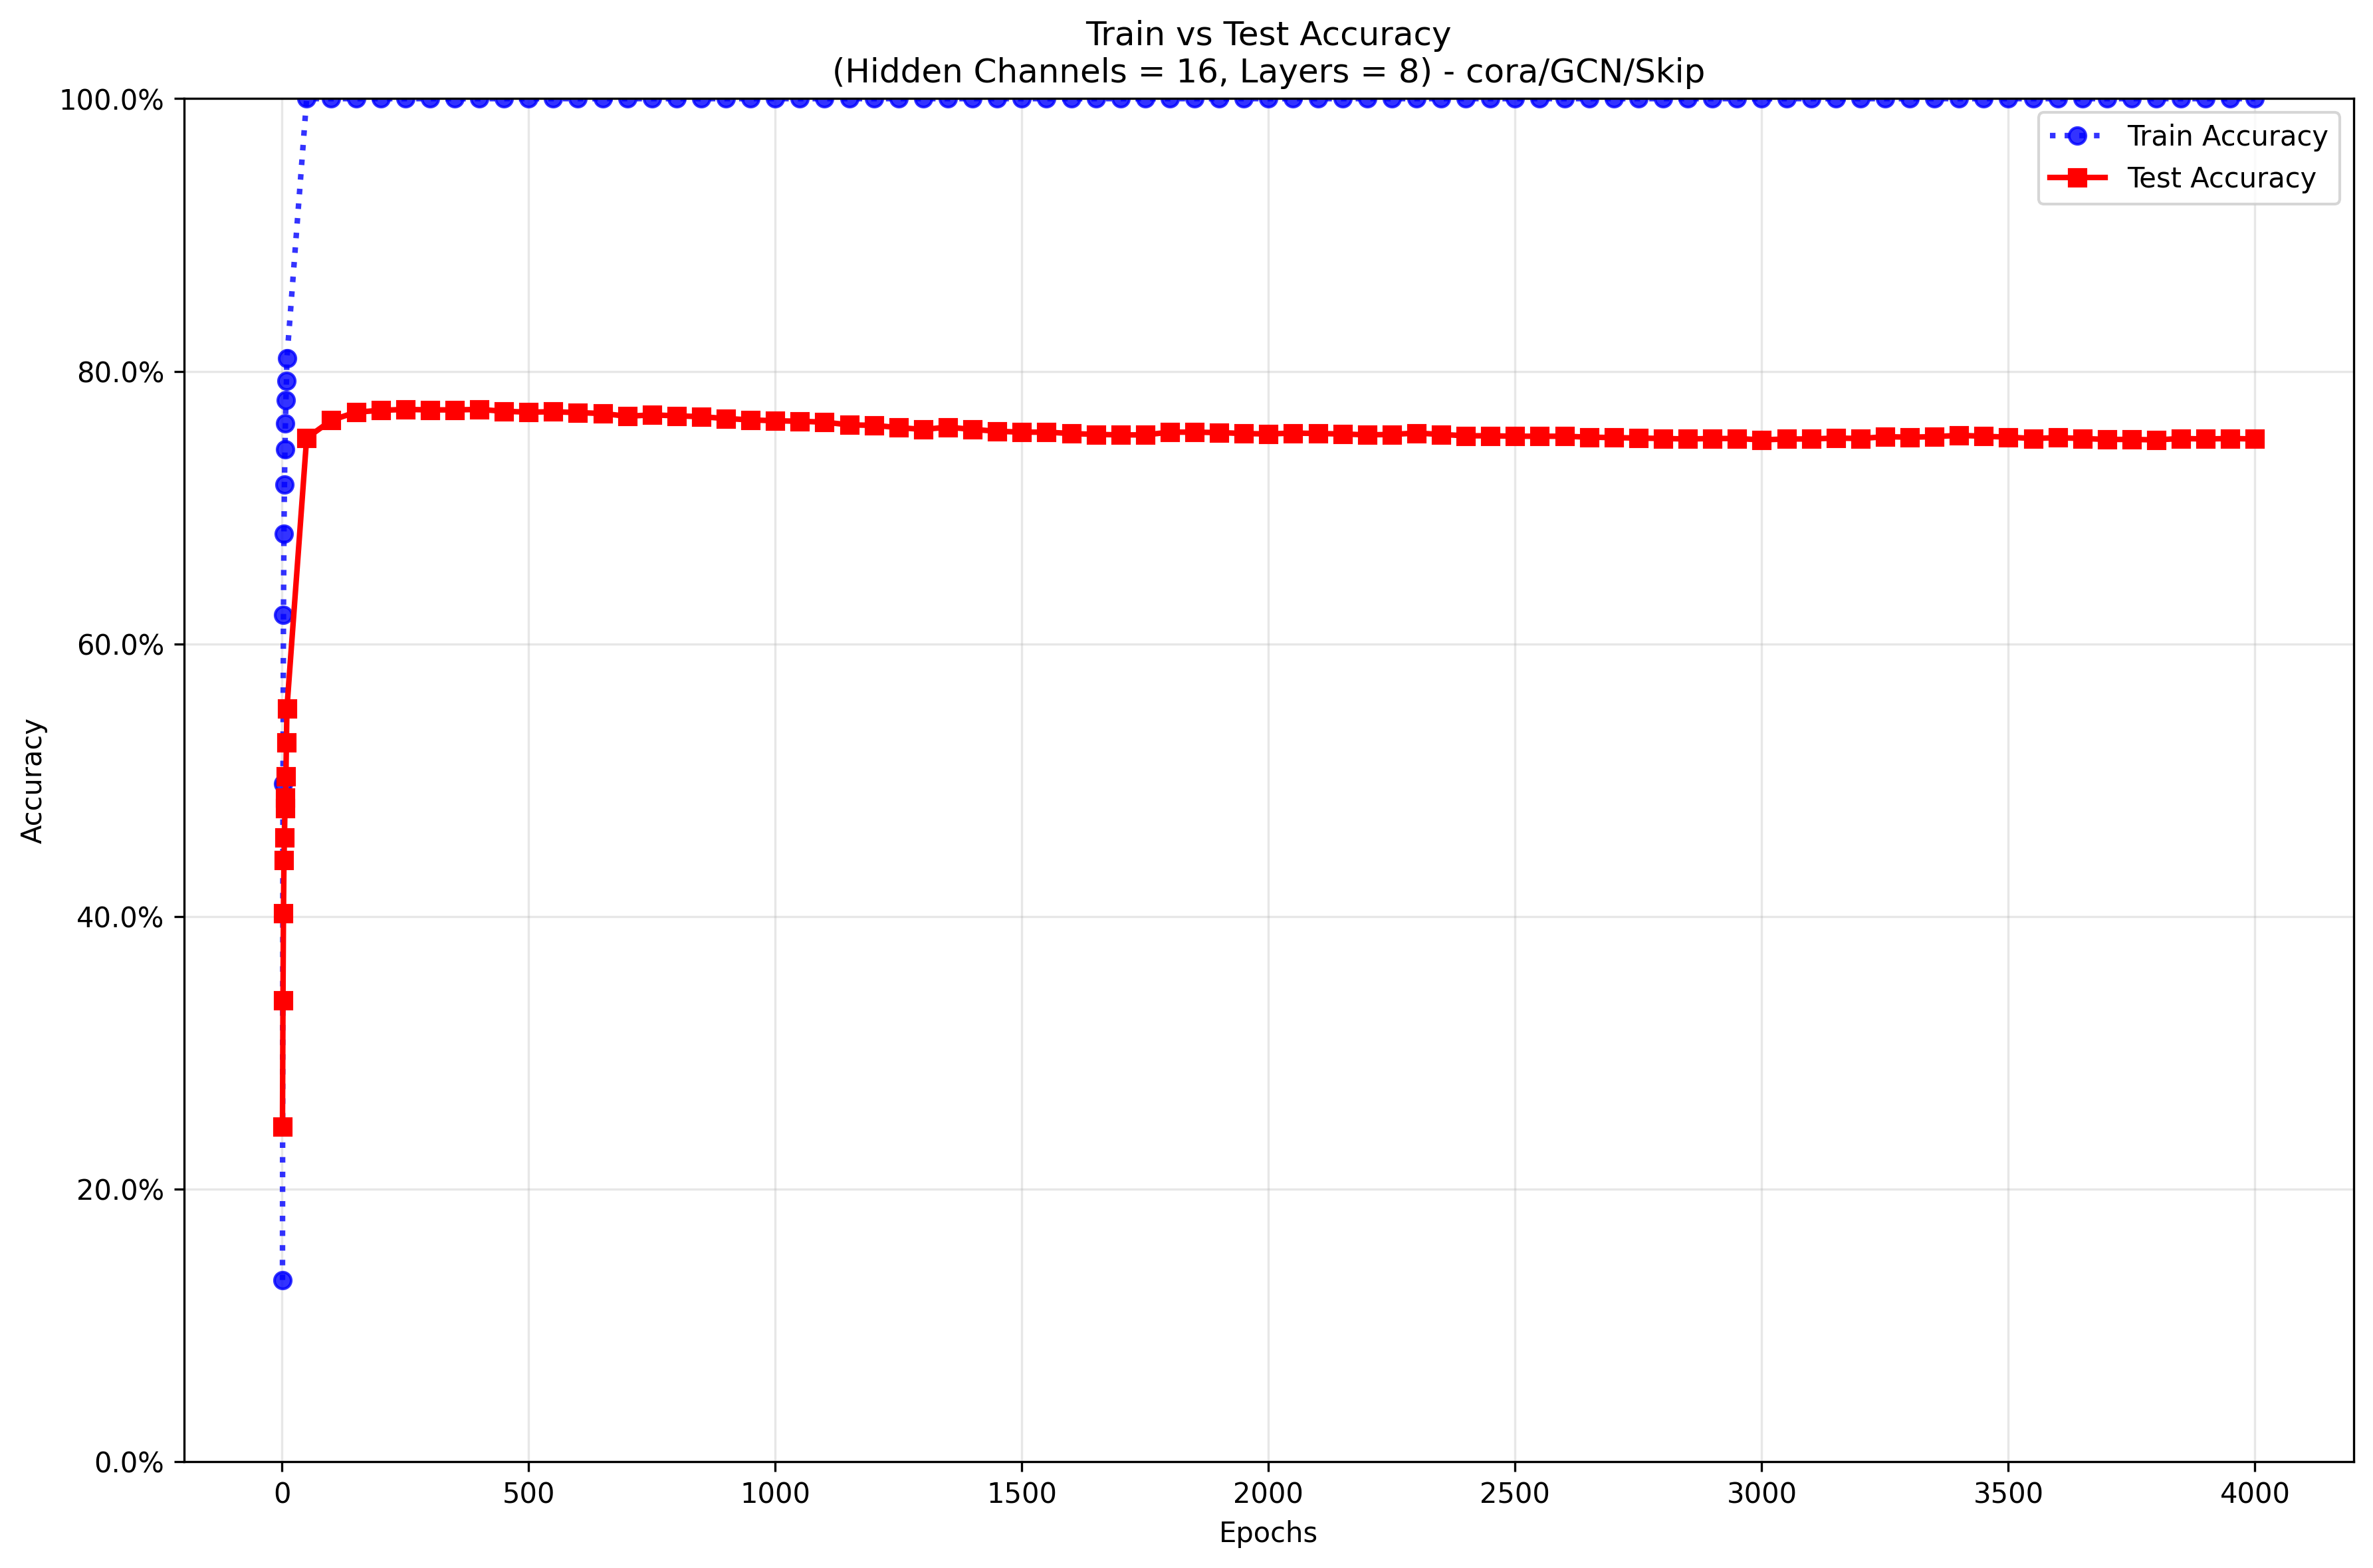 Train vs Test Accuracy
(Hidden Channels = 16, Layers = 8) - cora/GCN/Skip
100.0%
80.0%
60.0%
40.0%
20.0%
0.0%
Accuracy
Train Accuracy
Test Accuracy
0 500 1000 1500 2000 2500 3000 3500 4000
Epochs